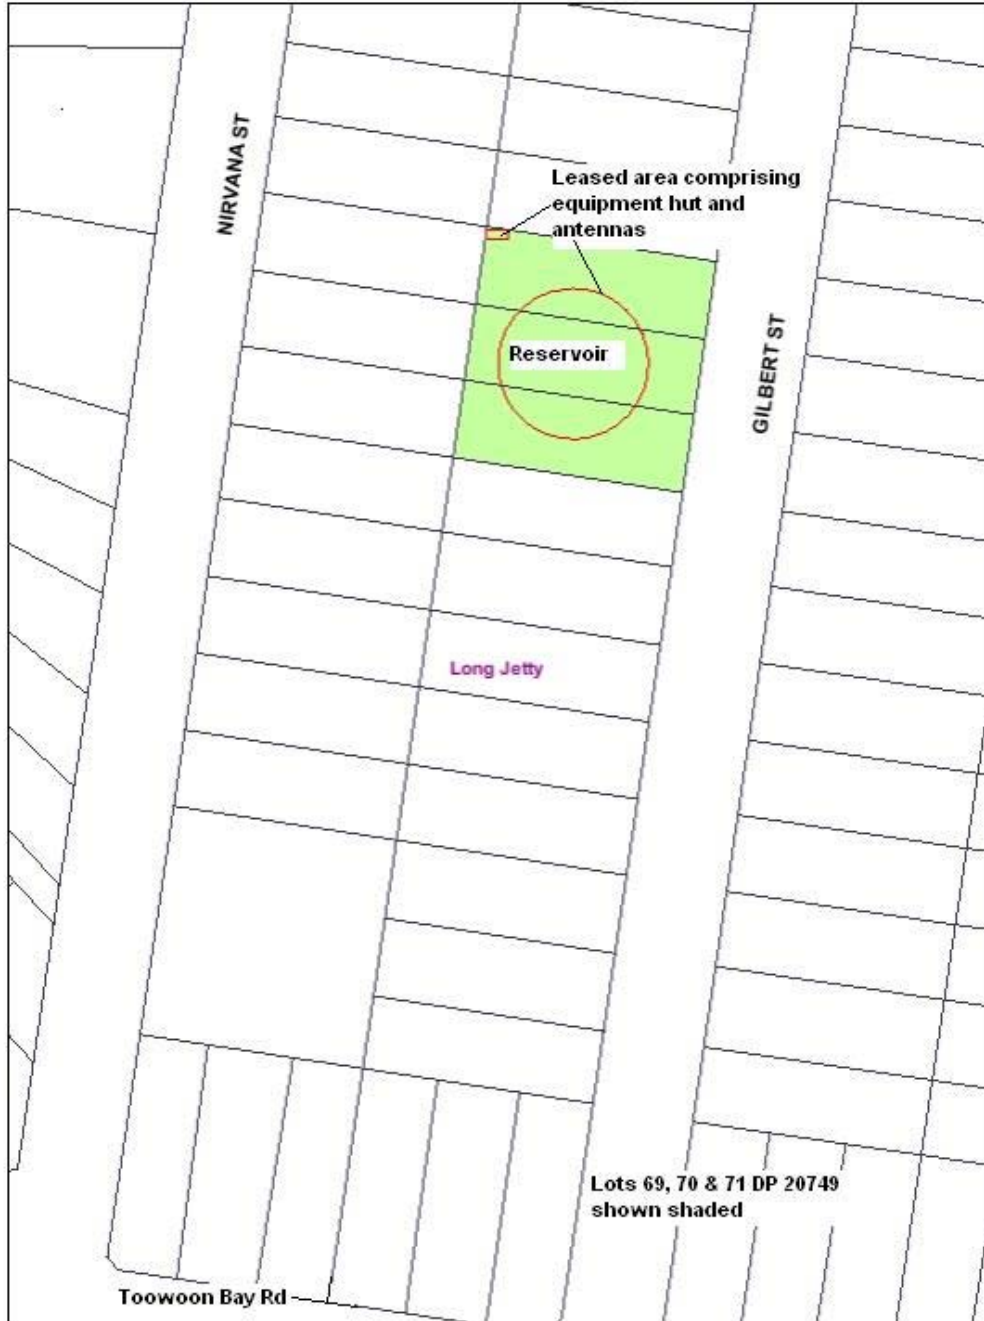 NIRVANA ST
Leased area comprising
equipment hut and
antennas
Reservoir
GILBERT ST
Long Jetty
Lots 69, 70 & 71 DP 20749
shown shaded
Toowoon Bay Rd